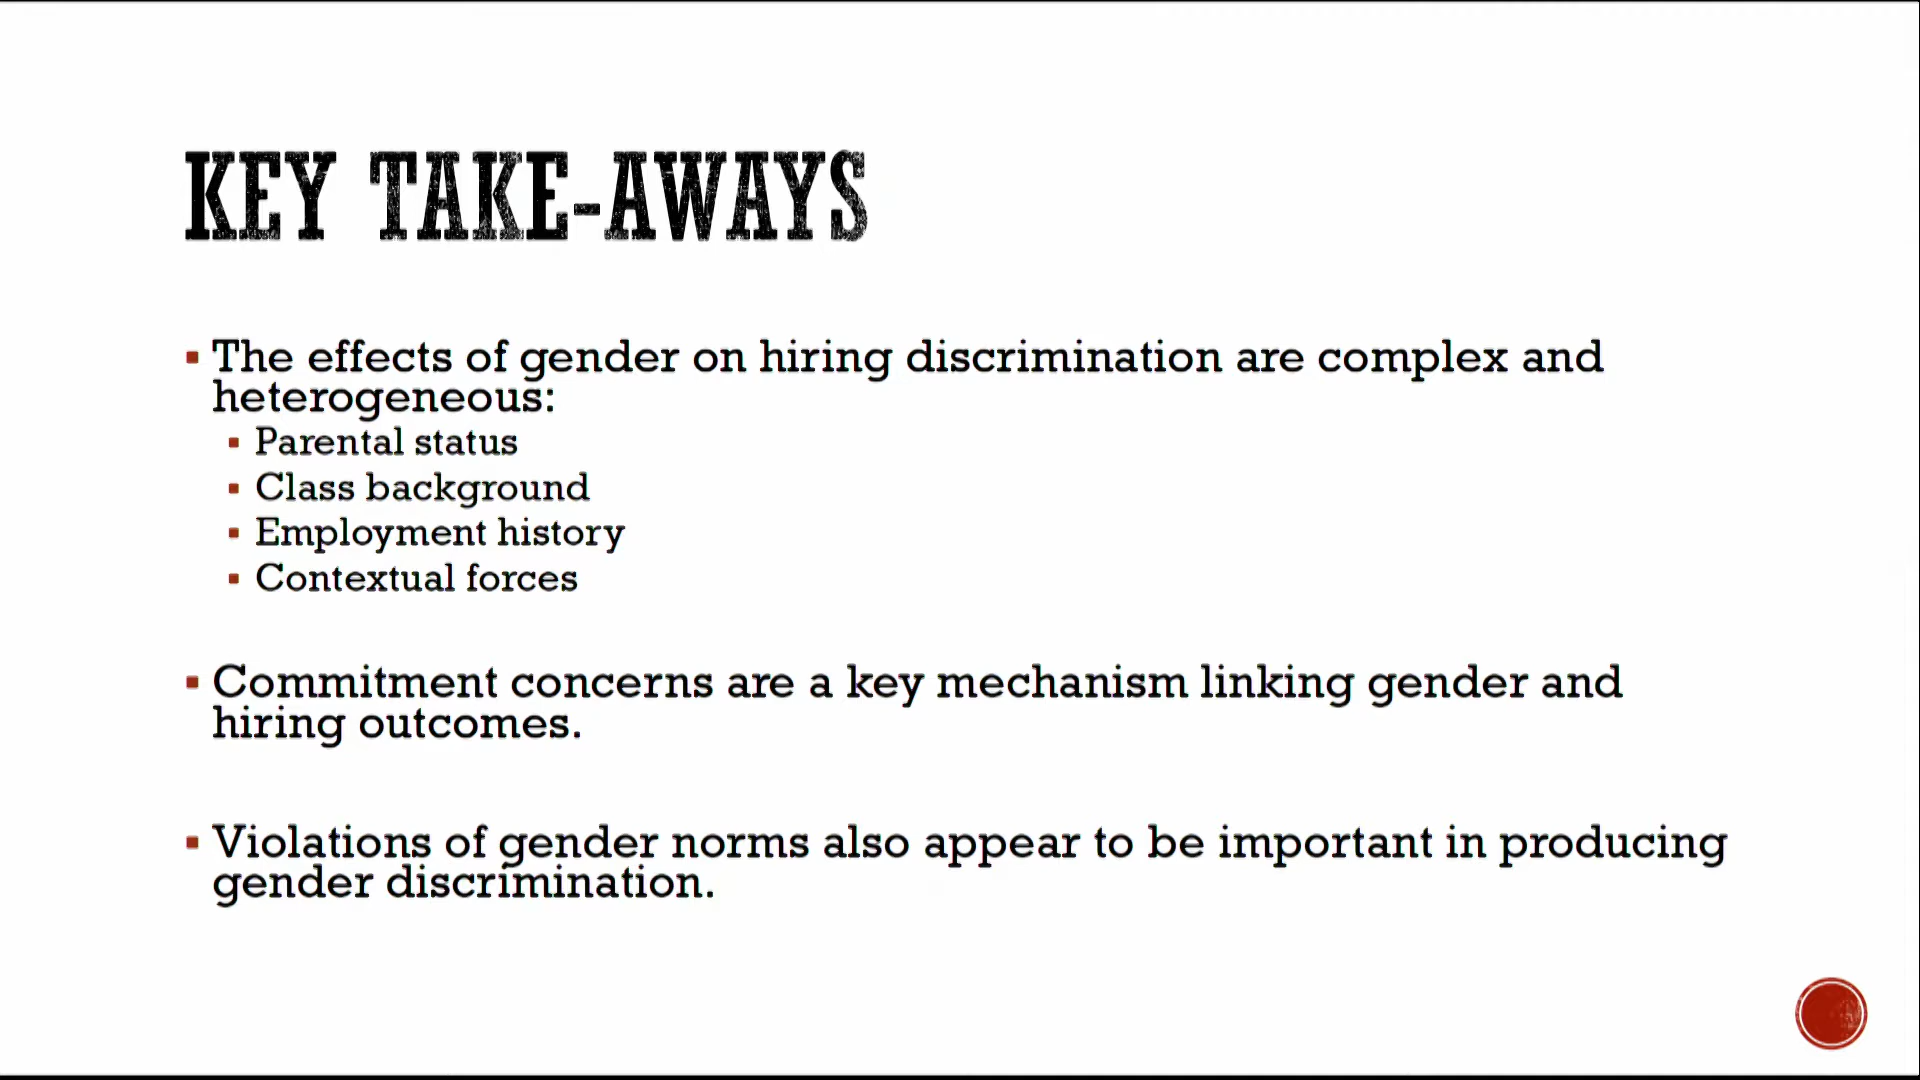 KEY TAKE-AWAYS
▪ The effects of gender on hiring discrimination are complex and
heterogeneous:
▪ Parental status
▪ Class background
▪ Employment history
▪ Contextual forces
▪ Commitment concerns are a key mechanism linking gender and
hiring outcomes.
▪ Violations of gender norms also appear to be important in producing
gender discrimination.